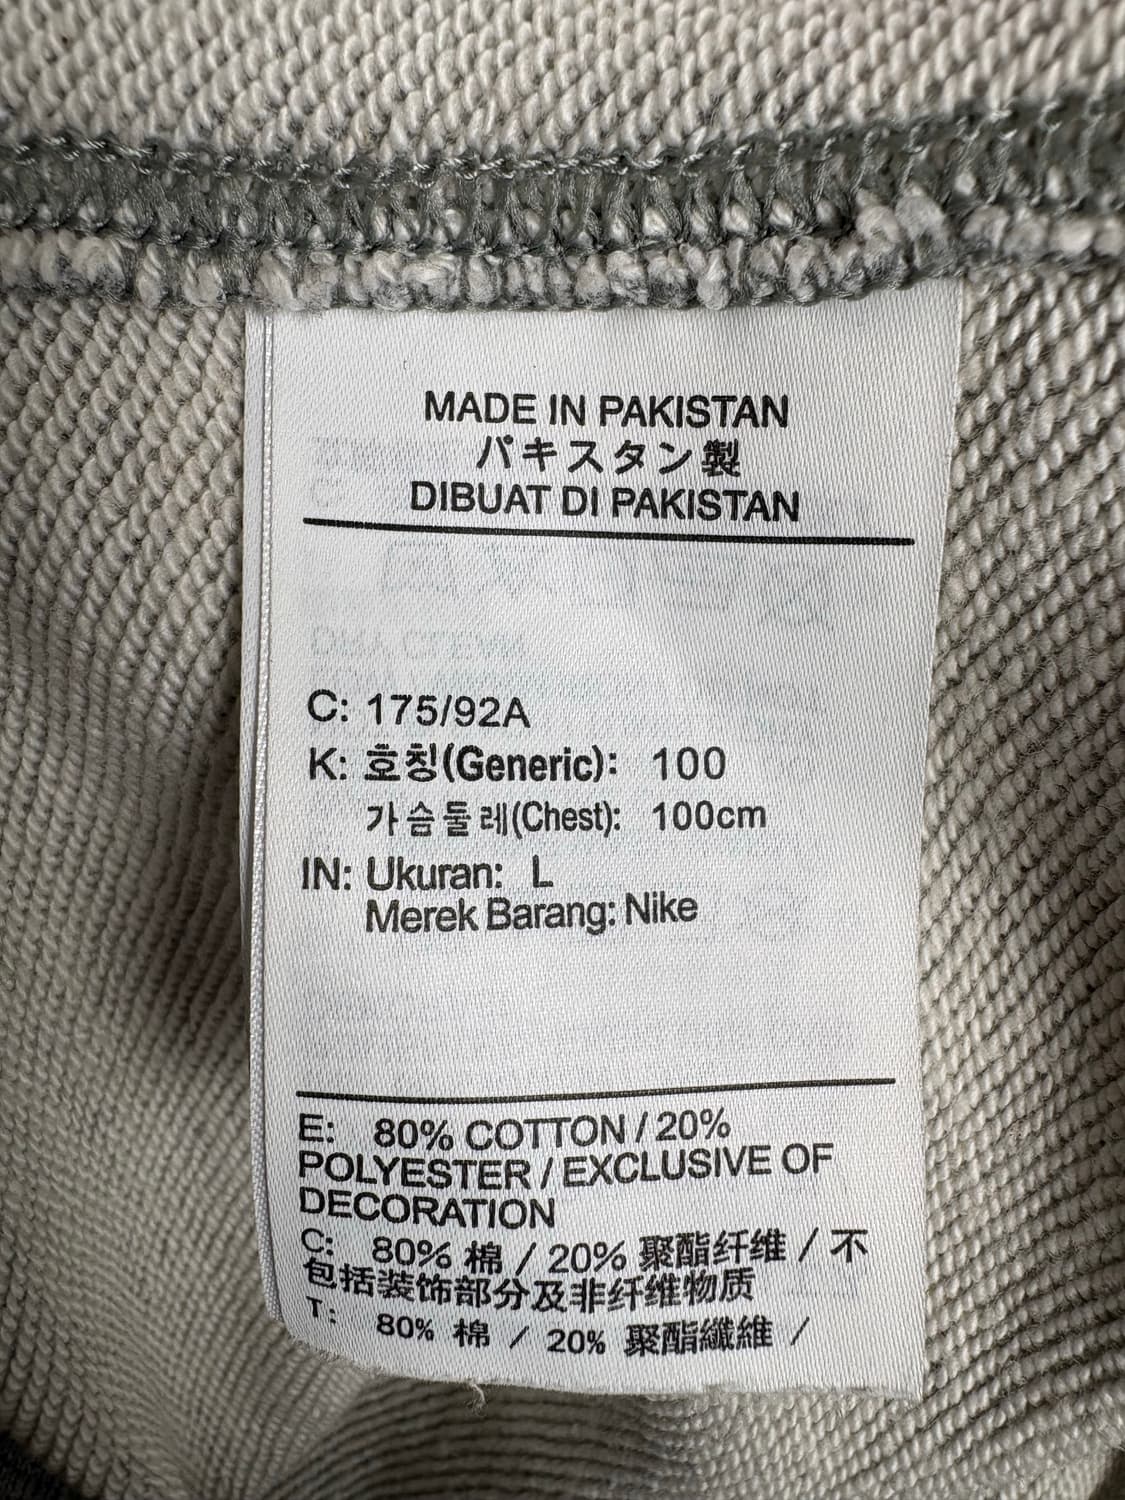 MADE IN PAKISTAN
パキスタン製
DIBUAT DI PAKISTAN
C: 175/92A
K: 호칭(Generic): 100
가슴둘레(Chest): 100cm
IN: Ukuran: L
Merek Barang: Nike
E: 80% COTTON / 20%
POLYESTER / EXCLUSIVE OF
DECORATION
C: 80% 棉 / 20% 聚酯纤维 / 不
包括装饰部分及非纤维物质
T: 80% 棉 / 20% 聚酯纖維 /